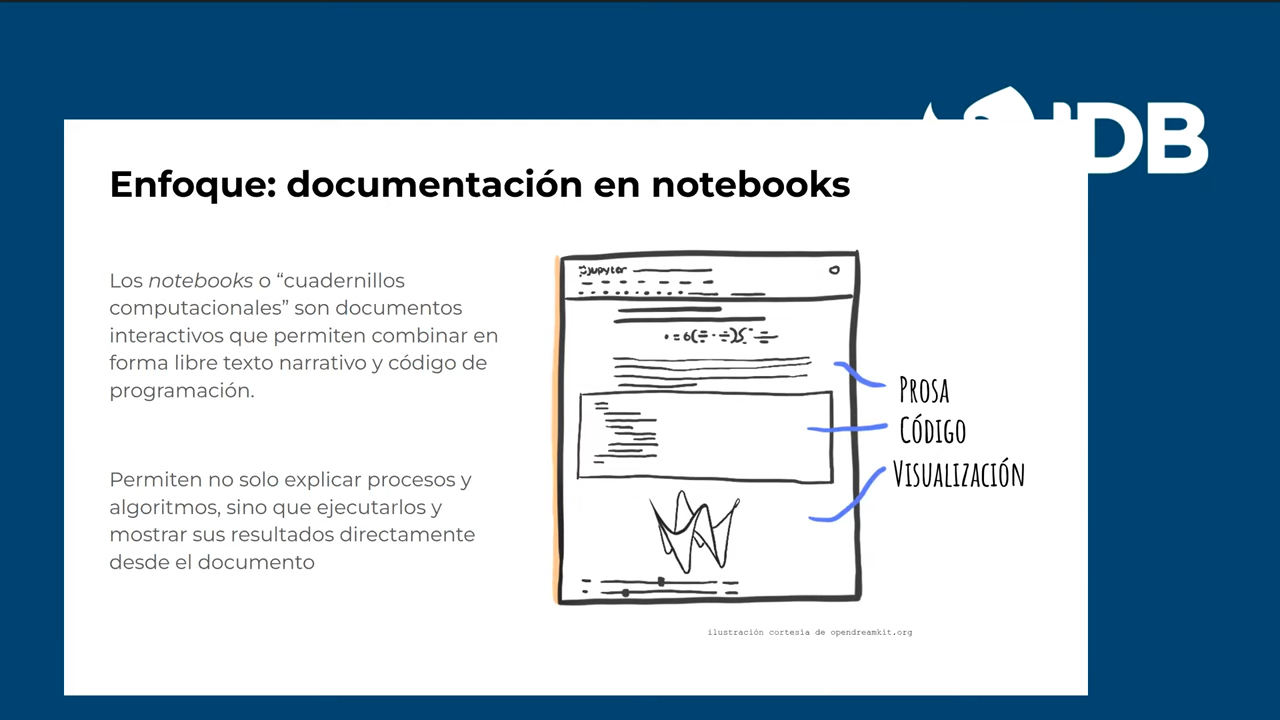 IDB
Enfoque: documentación en notebooks
Los notebooks o “cuadernillos
computacionales” son documentos
interactivos que permiten combinar en
forma libre texto narrativo y código de
programación.
Permiten no solo explicar procesos y
algoritmos, sino que ejecutarlos y
mostrar sus resultados directamente
desde el documento
jupyter
PROSA
CÓDIGO
VISUALIZACIÓN
ilustración cortesía de opendreamkit.org